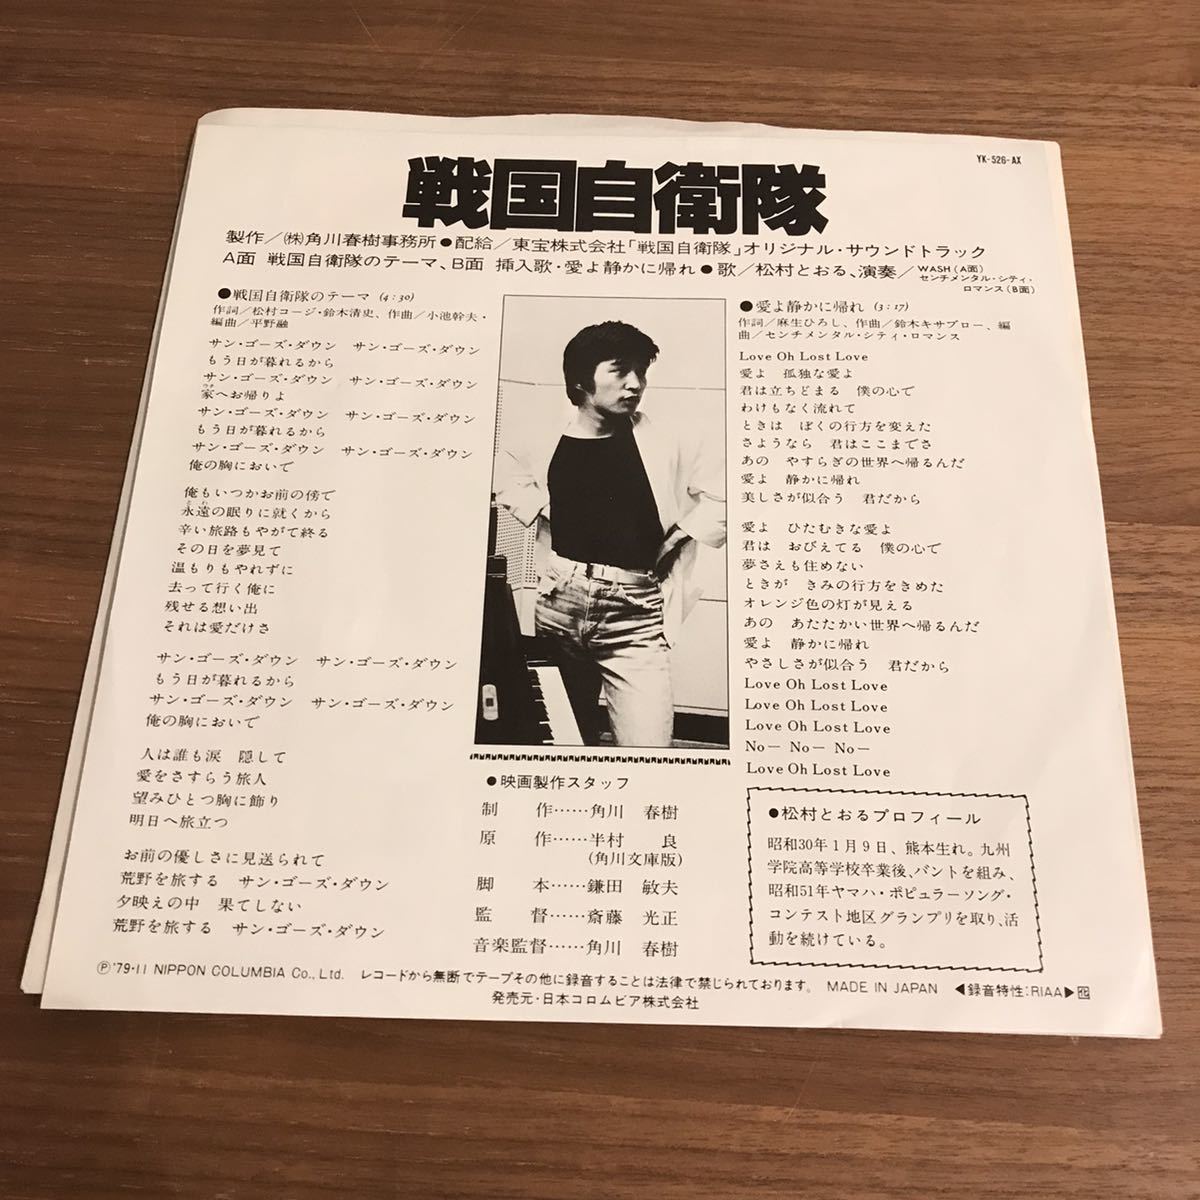 YK-526-AX
戦国自衛隊
製作／㈱角川春樹事務所●配給／東宝株式会社「戦国自衛隊」オリジナル・サウンドトラック
A面 戦国自衛隊のテーマ、B面 挿入歌・愛よ静かに帰れ●歌／松村とおる、演奏／WASH（A面）
センチメンタル・シティ・
ロマンス（B面）
●戦国自衛隊のテーマ (4:30)
作詞／松村コージ・鈴木清史、作曲／小池幹夫・
編曲／平野融
サン・ゴーズ・ダウン サン・ゴーズ・ダウン
もう日が暮れるから
サン・ゴーズ・ダウン サン・ゴーズ・ダウン
家へお帰りよ
サン・ゴーズ・ダウン サン・ゴーズ・ダウン
もう日が暮れるから
サン・ゴーズ・ダウン サン・ゴーズ・ダウン
俺の胸においで
俺もいつかお前の傍で
永遠の眠りに就くから
辛い旅路もやがて終る
その日を夢見て
温もりもやれずに
去って行く俺に
残せる想い出
それは愛だけさ
サン・ゴーズ・ダウン サン・ゴーズ・ダウン
もう日が暮れるから
サン・ゴーズ・ダウン サン・ゴーズ・ダウン
俺の胸においで
人は誰も涙 隠して
愛をさすらう旅人
望みひとつ胸に飾り
明日へ旅立つ
お前の優しさに見送られて
荒野を旅する サン・ゴーズ・ダウン
夕映えの中 果てしない
荒野を旅する サン・ゴーズ・ダウン
●映画製作スタッフ
制 作……角川 春樹
原 作……半村 良
（角川文庫版）
脚 本……鎌田 敏夫
監 督……斎藤 光正
音楽監督……角川 春樹
●愛よ静かに帰れ (3:17)
作詞／麻生ひろし、作曲／鈴木キサブロー、編
曲／センチメンタル・シティ・ロマンス
Love Oh Lost Love
愛よ 孤独な愛よ
君は立ちどまる 僕の心で
わけもなく流れて
ときは ぼくの行方を変えた
さようなら 君はここまでさ
あの やすらぎの世界へ帰るんだ
愛よ 静かに帰れ
美しさが似合う 君だから
愛よ ひたむきな愛よ
君は おびえてる 僕の心で
夢さえも住めない
ときが きみの行方をきめた
オレンジ色の灯が見える
あの あたたかい世界へ帰るんだ
愛よ 静かに帰れ
やさしさが似合う 君だから
Love Oh Lost Love
Love Oh Lost Love
Love Oh Lost Love
No— No— No—
Love Oh Lost Love
●松村とおるプロフィール
昭和30年1月9日、熊本生れ。九州
学院高等学校卒業後、バンドを組み、
昭和51年ヤマハ・ポピュラーソング・
コンテスト地区グランプリを取り、活
動を続けている。
Ⓟ'79・11 NIPPON COLUMBIA Co., Ltd. レコードから無断でテープその他に録音することは法律で禁じられております。 MADE IN JAPAN ◀録音特性：RIAA▶
発売元・日本コロムビア株式会社